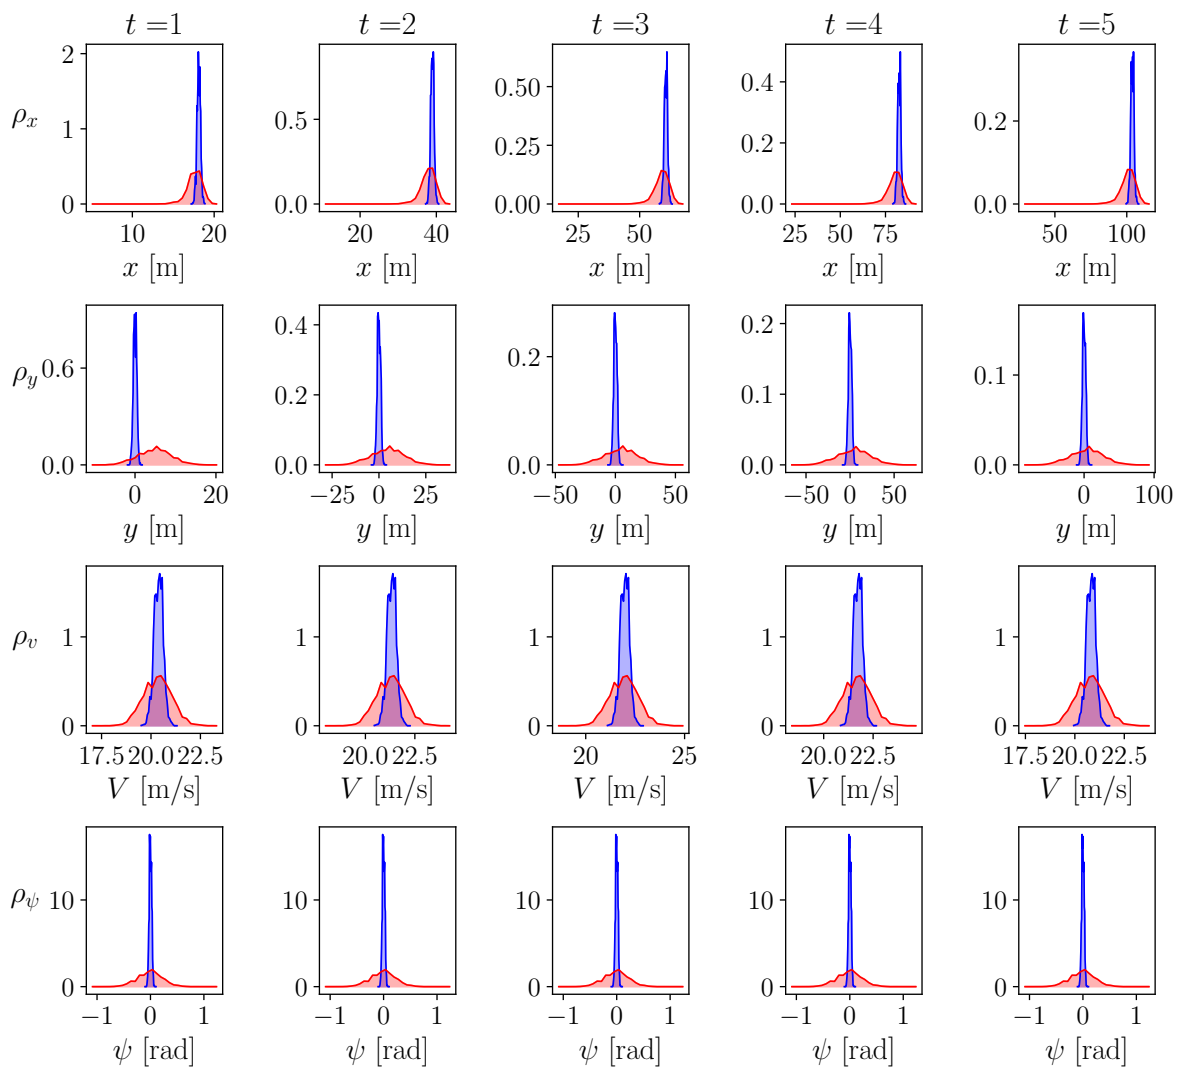 t =1 t =2 t =3 t =4 t =5
ρx
2 1 0
0.5 0.0
0.50 0.25 0.00
0.4 0.2 0.0
0.2 0.0
10 20 20 40 25 50 25 50 75 50 100
x [m] x [m] x [m] x [m] x [m]
ρy
0.6 0.0
0.4 0.2 0.0
0.2 0.0
0.2 0.1 0.0
0.1 0.0
0 20 −25 0 25 −50 0 50 −50 0 50 0 100
y [m] y [m] y [m] y [m] y [m]
ρv
1 0 1 0 1 0 1 0 1 0
17.5 20.0 22.5 20.0 22.5 20 25 20.0 22.5 17.5 20.0 22.5
V [m/s] V [m/s] V [m/s] V [m/s] V [m/s]
ρψ
10 0 10 0 10 0 10 0 10 0
−1 0 1 −1 0 1 −1 0 1 −1 0 1 −1 0 1
ψ [rad] ψ [rad] ψ [rad] ψ [rad] ψ [rad]